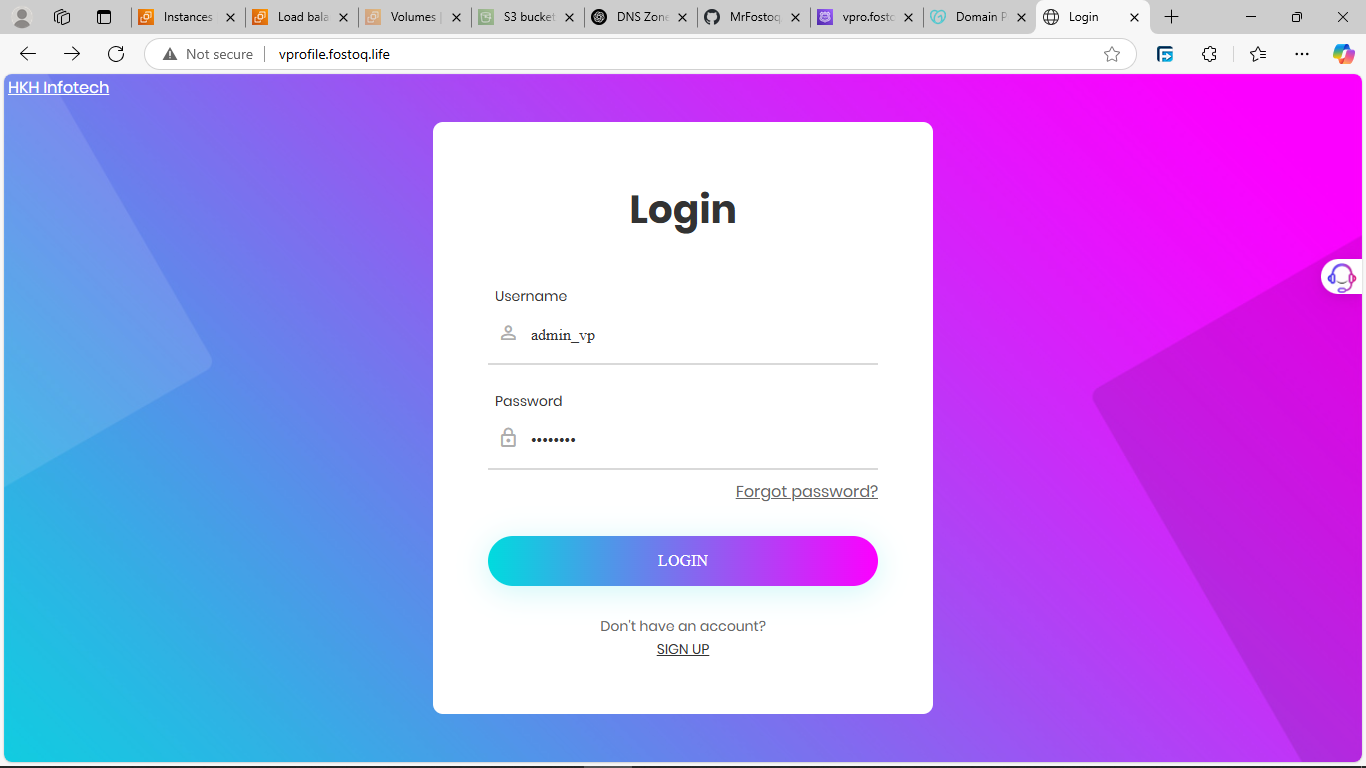 Instances
Load bala
Volumes |
S3 bucket
DNS Zone
MrFostoq
vpro.fosto
Domain P
Login
Not secure
vprofile.fostoq.life
HKH Infotech
Login
Username
admin_vp
Password
••••••••
Forgot password?
LOGIN
Don't have an account?
SIGN UP